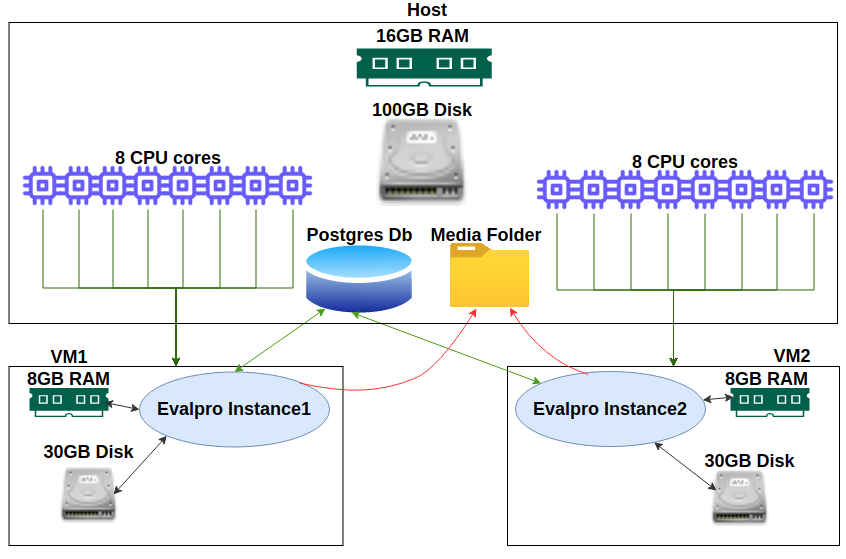 Host
16GB RAM
100GB Disk
8 CPU cores
8 CPU cores
Postgres Db
Media Folder
VM1
8GB RAM
Evalpro Instance1
30GB Disk
VM2
8GB RAM
Evalpro Instance2
30GB Disk